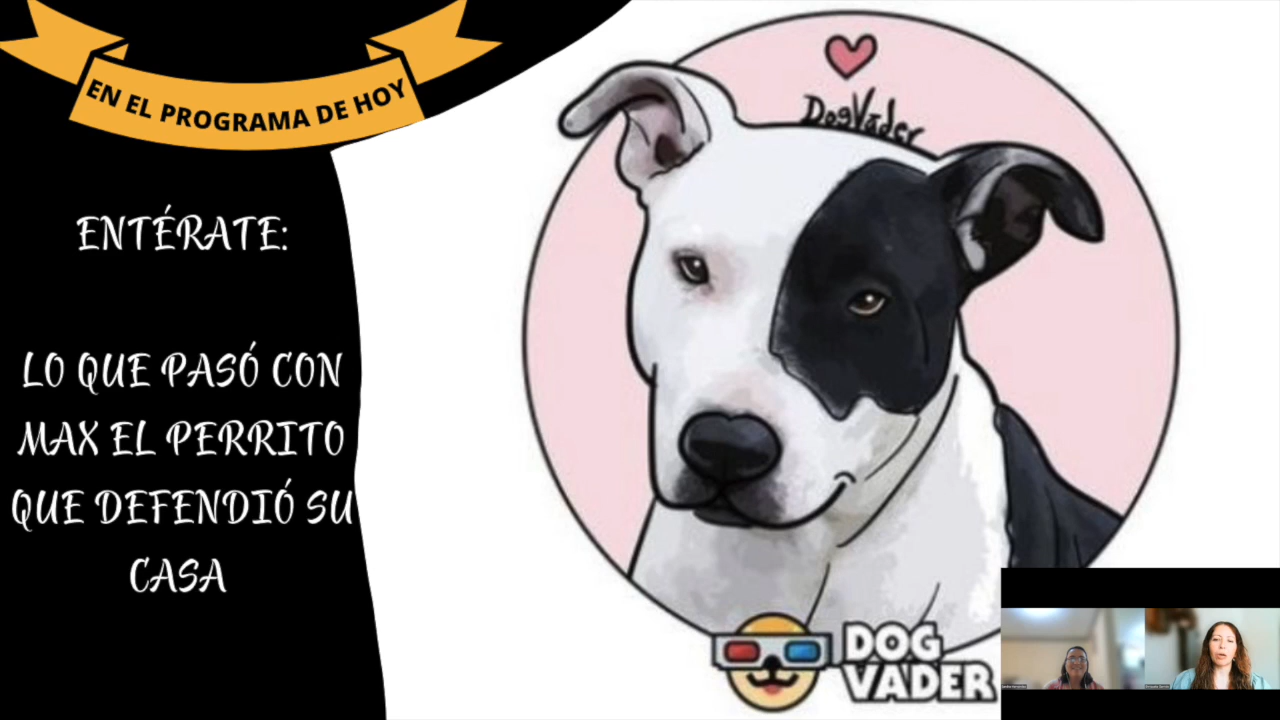 EN EL PROGRAMA DE HOY
ENTÉRATE:
LO QUE PASÓ CON
MAX EL PERRITO
QUE DEFENDIÓ SU
CASA
DogVader
DOG
VADER